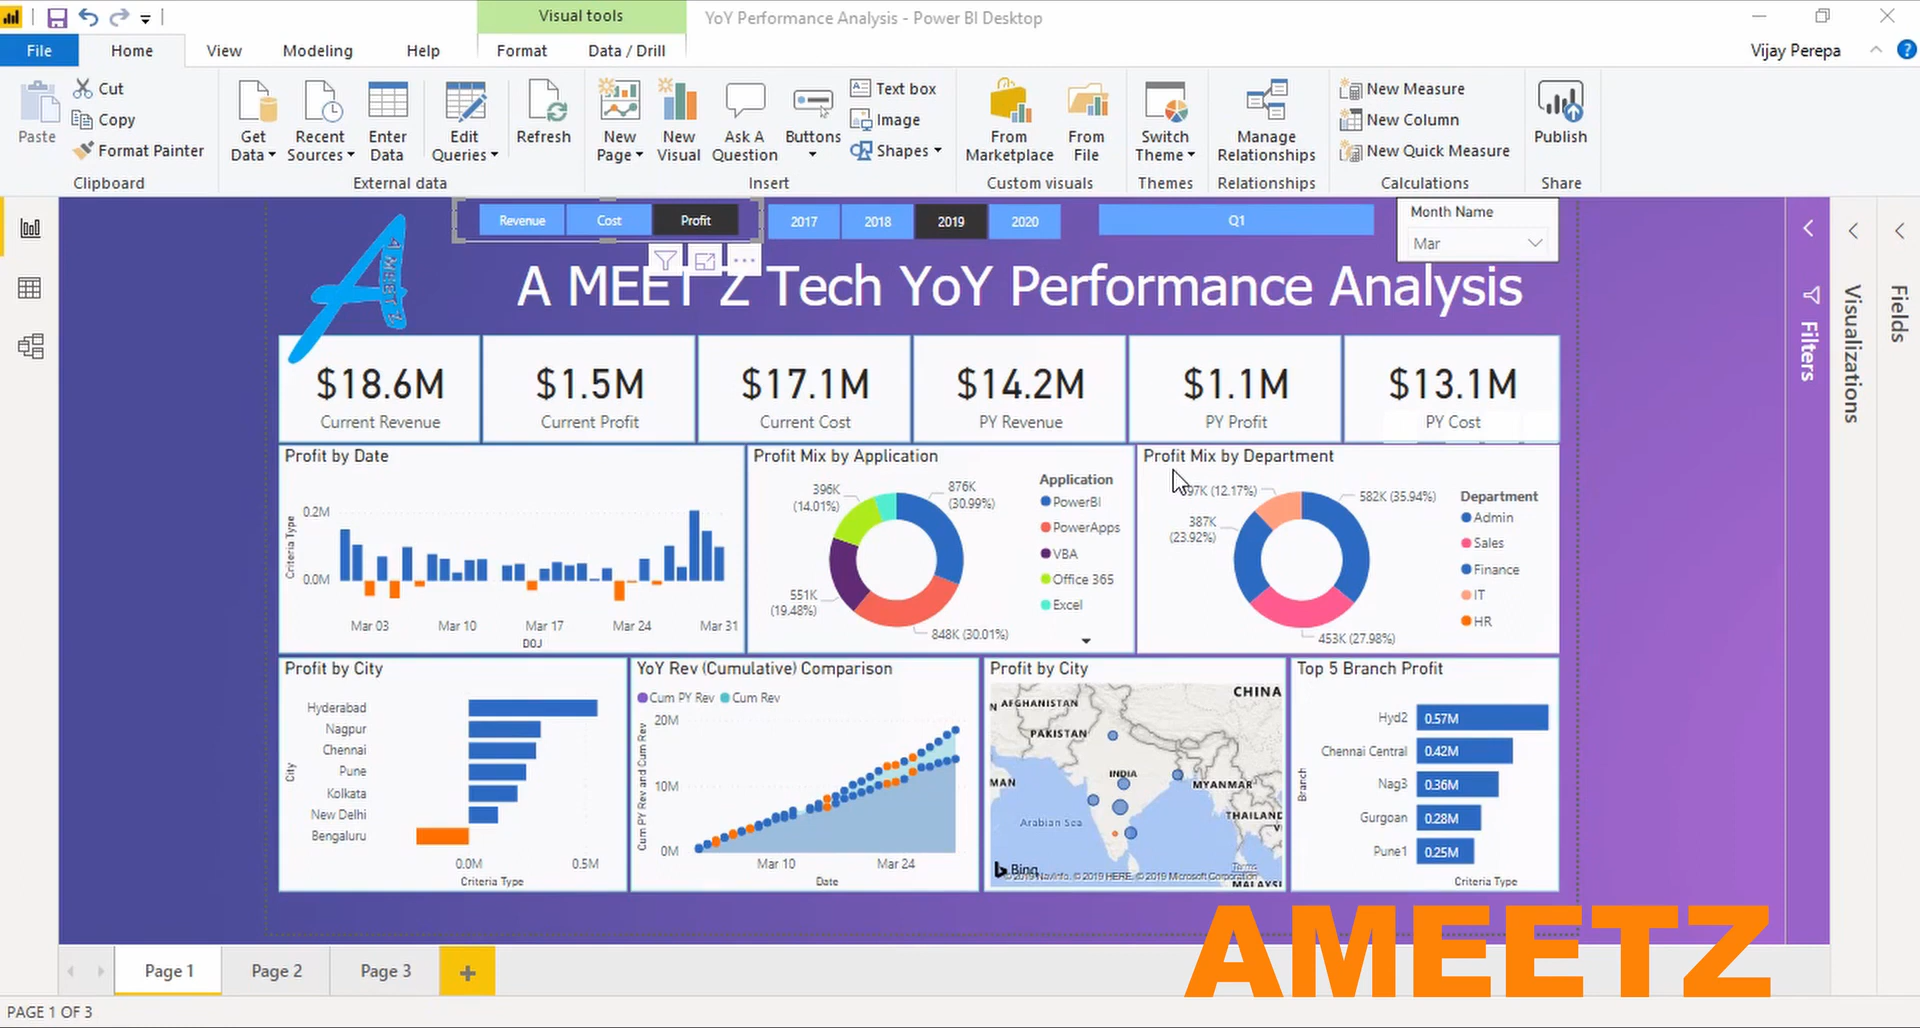 Visual tools
YoY Performance Analysis - Power BI Desktop
File
Home
View
Modeling
Help
Format
Data / Drill
Vijay Perepa
?
Paste
Cut
Copy
Format Painter
Clipboard
Get Data
Recent Sources
Enter Data
Edit Queries
Refresh
External data
New Page
New Visual
Ask A Question
Buttons
Text box
Image
Shapes
Insert
From Marketplace
From File
Custom visuals
Switch Theme
Themes
Manage Relationships
Relationships
New Measure
New Column
New Quick Measure
Calculations
Publish
Share
Revenue
Cost
Profit
2017
2018
2019
2020
Q1
Month Name
Mar
A MEET Z
A MEET Z Tech YoY Performance Analysis
Filters
Visualizations
Fields
$18.6M
Current Revenue
$1.5M
Current Profit
$17.1M
Current Cost
$14.2M
PY Revenue
$1.1M
PY Profit
$13.1M
PY Cost
Profit by Date
Criteria Type
0.2M
0.0M
Mar 03
Mar 10
Mar 17
Mar 24
Mar 31
DOJ
Profit Mix by Application
396K
(14.01%)
876K
(30.99%)
551K
(19.48%)
848K (30.01%)
Application
PowerBI
PowerApps
VBA
Office 365
Excel
Profit Mix by Department
97K (12.17%)
582K (35.94%)
387K
(23.92%)
453K (27.98%)
Department
Admin
Sales
Finance
IT
HR
Profit by City
City
Hyderabad
Nagpur
Chennai
Pune
Kolkata
New Delhi
Bengaluru
0.0M
0.5M
Criteria Type
YoY Rev (Cumulative) Comparison
Cum PY Rev
Cum Rev
Cum PY Rev and Cum Rev
20M
10M
0M
Mar 10
Mar 24
Date
Profit by City
CHINA
N AFGHANISTAN
PAKISTAN
MAN
INDIA
MYANMAR
THAILAND
V
Arabian Sea
Bing
Terms
© 2019 NavInfo, © 2019 HERE, © 2019 Microsoft Corporation
MALAYSI
Top 5 Branch Profit
Branch
Hyd2
0.57M
Chennai Central
0.42M
Nag3
0.36M
Gurgoan
0.28M
Pune1
0.25M
Criteria Type
AMEETZ
Page 1
Page 2
Page 3
+
PAGE 1 OF 3